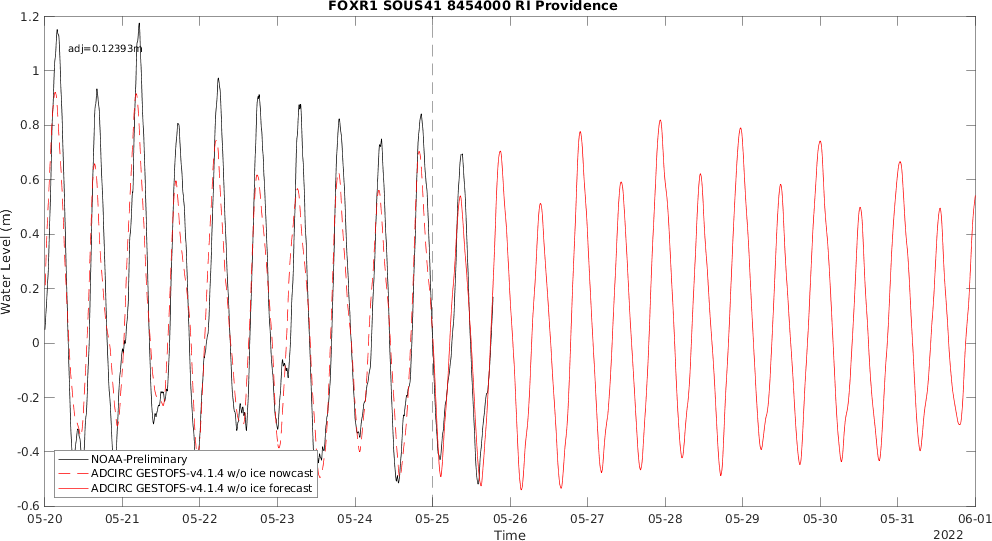 FOXR1 SOUS41 8454000 RI Providence
adj=0.12393m
Water Level (m)
1.2
1
0.8
0.6
0.4
0.2
0
-0.2
-0.4
-0.6
NOAA-Preliminary
ADCIRC GESTOFS-v4.1.4 w/o ice nowcast
ADCIRC GESTOFS-v4.1.4 w/o ice forecast
05-20 05-21 05-22 05-23 05-24 05-25 05-26 05-27 05-28 05-29 05-30 05-31 06-01
Time
2022